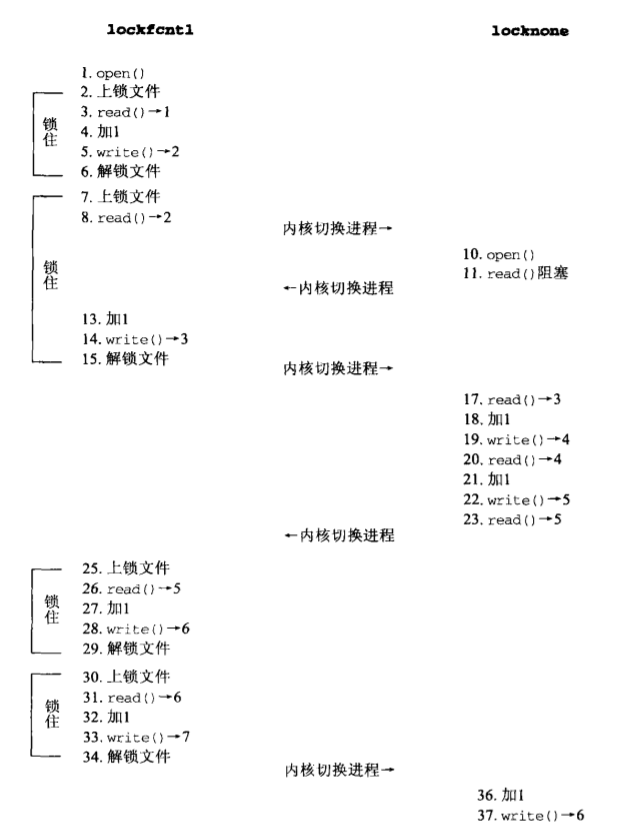 lockfcntl locknone
1. open()
2. 上锁文件
3. read()→1
锁住
4. 加1
5. write()→2
6. 解锁文件
7. 上锁文件
8. read()→2
内核切换进程→
10. open()
锁住
11. read()阻塞
←内核切换进程
13. 加1
14. write()→3
15. 解锁文件
内核切换进程→
17. read()→3
18. 加1
19. write()→4
20. read()→4
21. 加1
22. write()→5
23. read()→5
←内核切换进程
25. 上锁文件
26. read()→5
锁住
27. 加1
28. write()→6
29. 解锁文件
30. 上锁文件
31. read()→6
锁住
32. 加1
33. write()→7
34. 解锁文件
内核切换进程→
36. 加1
37. write()→6